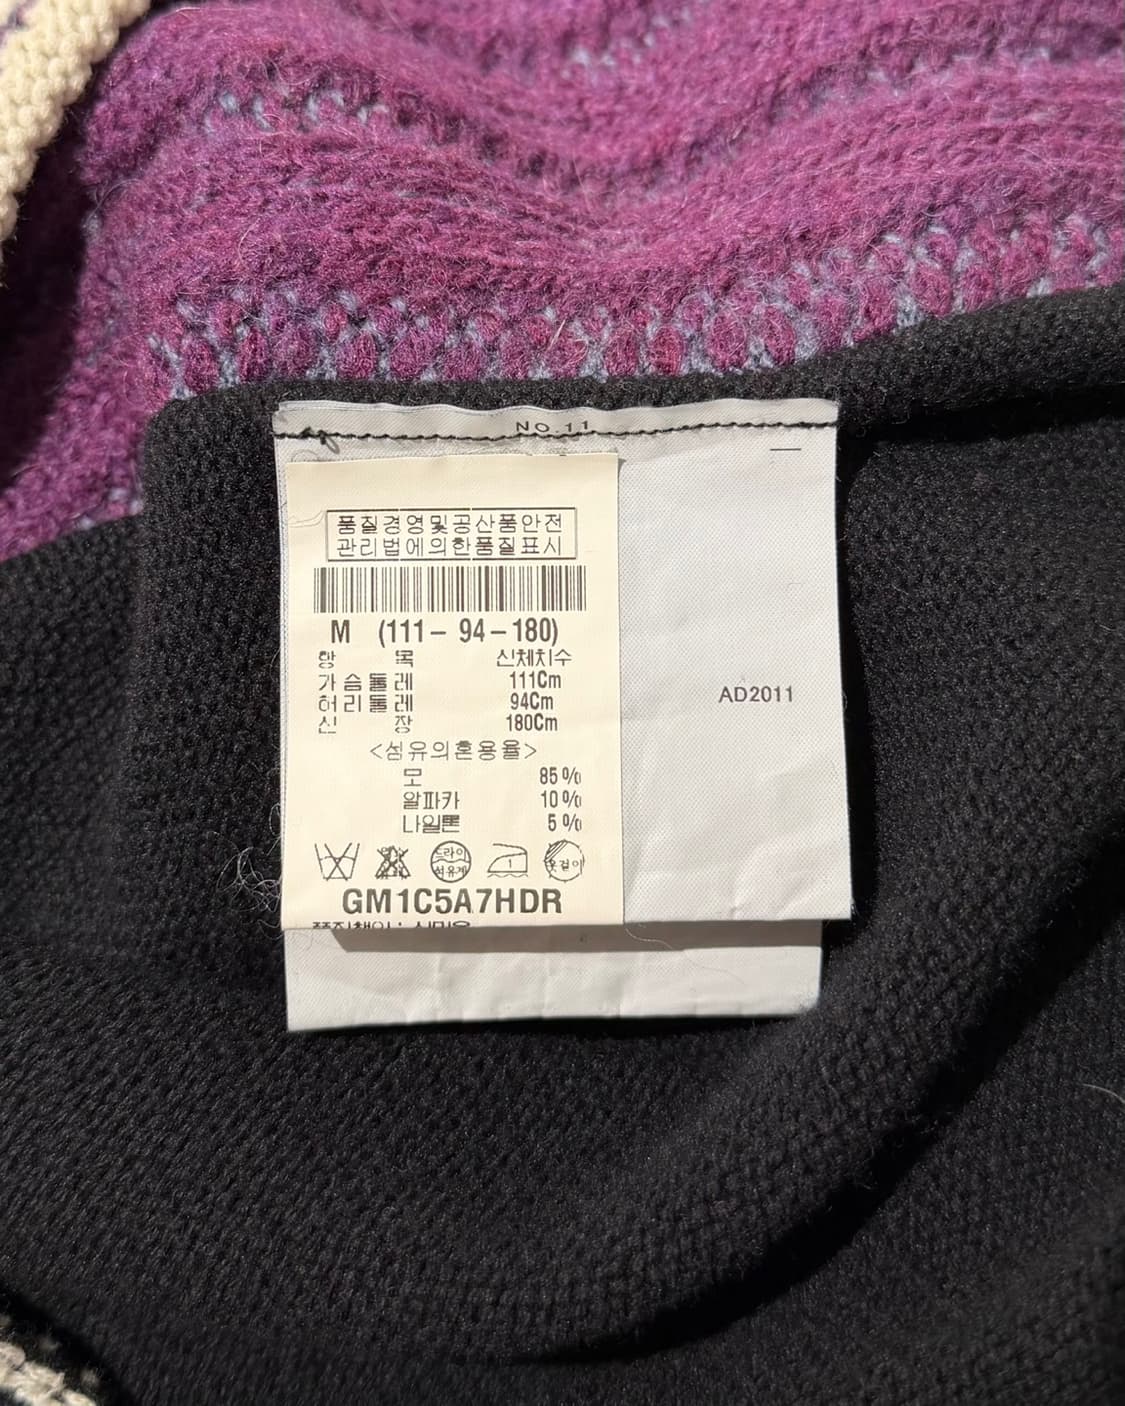 NO.11
품질경영및공산품안전
관리법에의한품질표시
M (111– 94–180)
항 목 신체치수
가슴둘레 111Cm
허리둘레 94Cm
신 장 180Cm
<섬유의혼용율>
모 85%
알파카 10%
나일론 5%
드라이
석유계
옷걸이
GM1C5A7HDR
AD2011